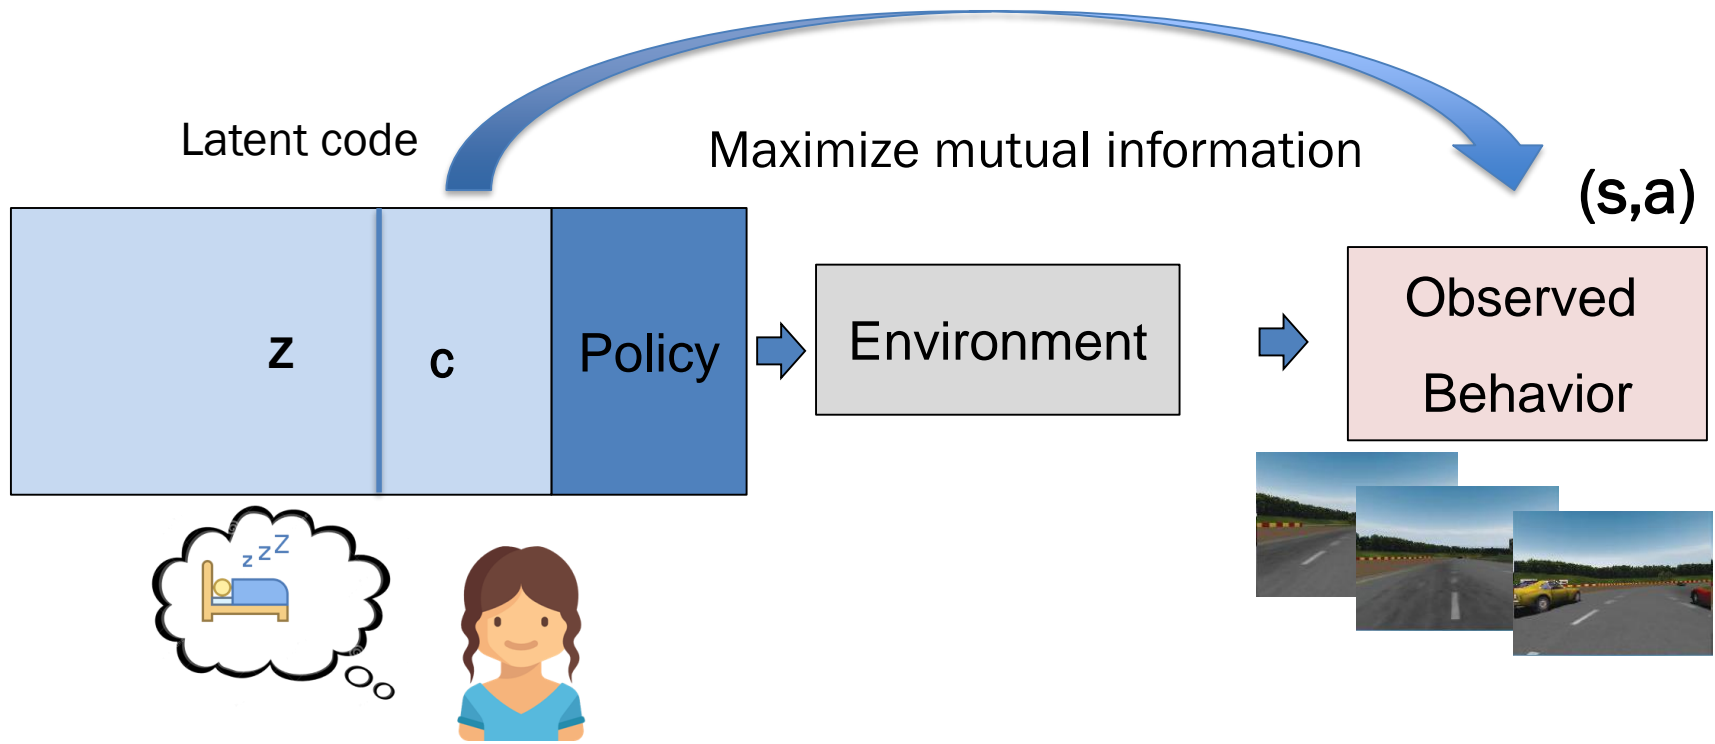 Latent code
Maximize mutual information
(s,a)
Z
c
Policy
Environment
Observed
Behavior
z z Z